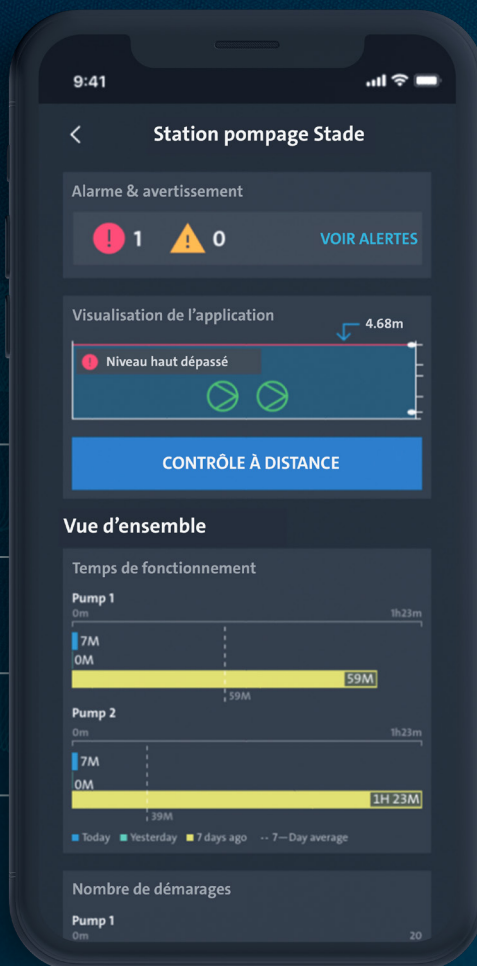 9:41
Station pompage Stade
Alarme & avertissement
1 0 VOIR ALERTES
Visualisation de l'application
4.68m
Niveau haut dépassé
CONTRÔLE À DISTANCE
Vue d'ensemble
Temps de fonctionnement
Pump 1
0m 1h23m
7M
0M
59M
59M
Pump 2
0m 1h23m
7M
0M
1H 23M
39M
Today Yesterday 7 days ago -- 7—Day average
Nombre de démarages
Pump 1
0m 20